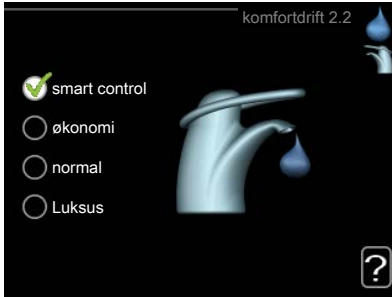 komfortdrift 2.2
smart control
økonomi
normal
Luksus
?